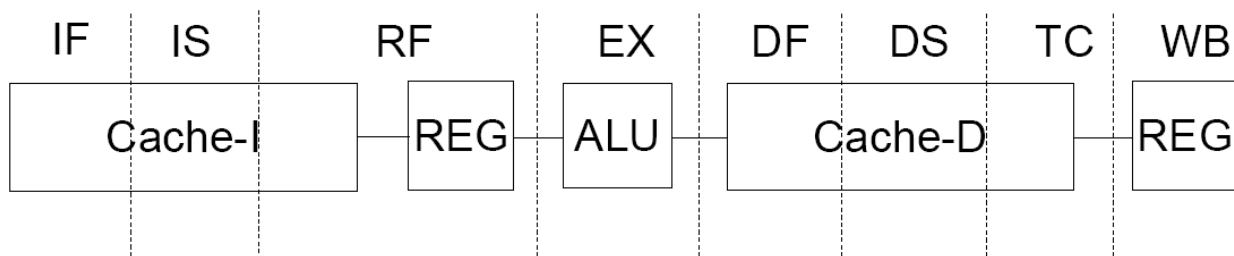 IF IS RF EX DF DS TC WB
Cache-I REG ALU Cache-D REG